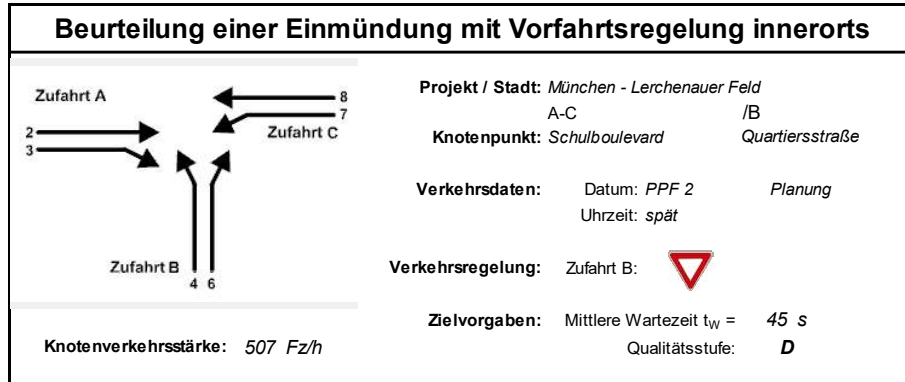 Beurteilung einer Einmündung mit Vorfahrtsregelung innerorts
Zufahrt A
8
7
Zufahrt C
2
3
Zufahrt B
4 6
Knotenverkehrsstärke: 507 Fz/h
Projekt / Stadt: München - Lerchenauer Feld
A-C /B
Knotenpunkt: Schulboulevard Quartiersstraße
Verkehrsdaten: Datum: PPF 2 Planung
Uhrzeit: spät
Verkehrsregelung: Zufahrt B:
Zielvorgaben: Mittlere Wartezeit tW = 45 s
Qualitätsstufe: D